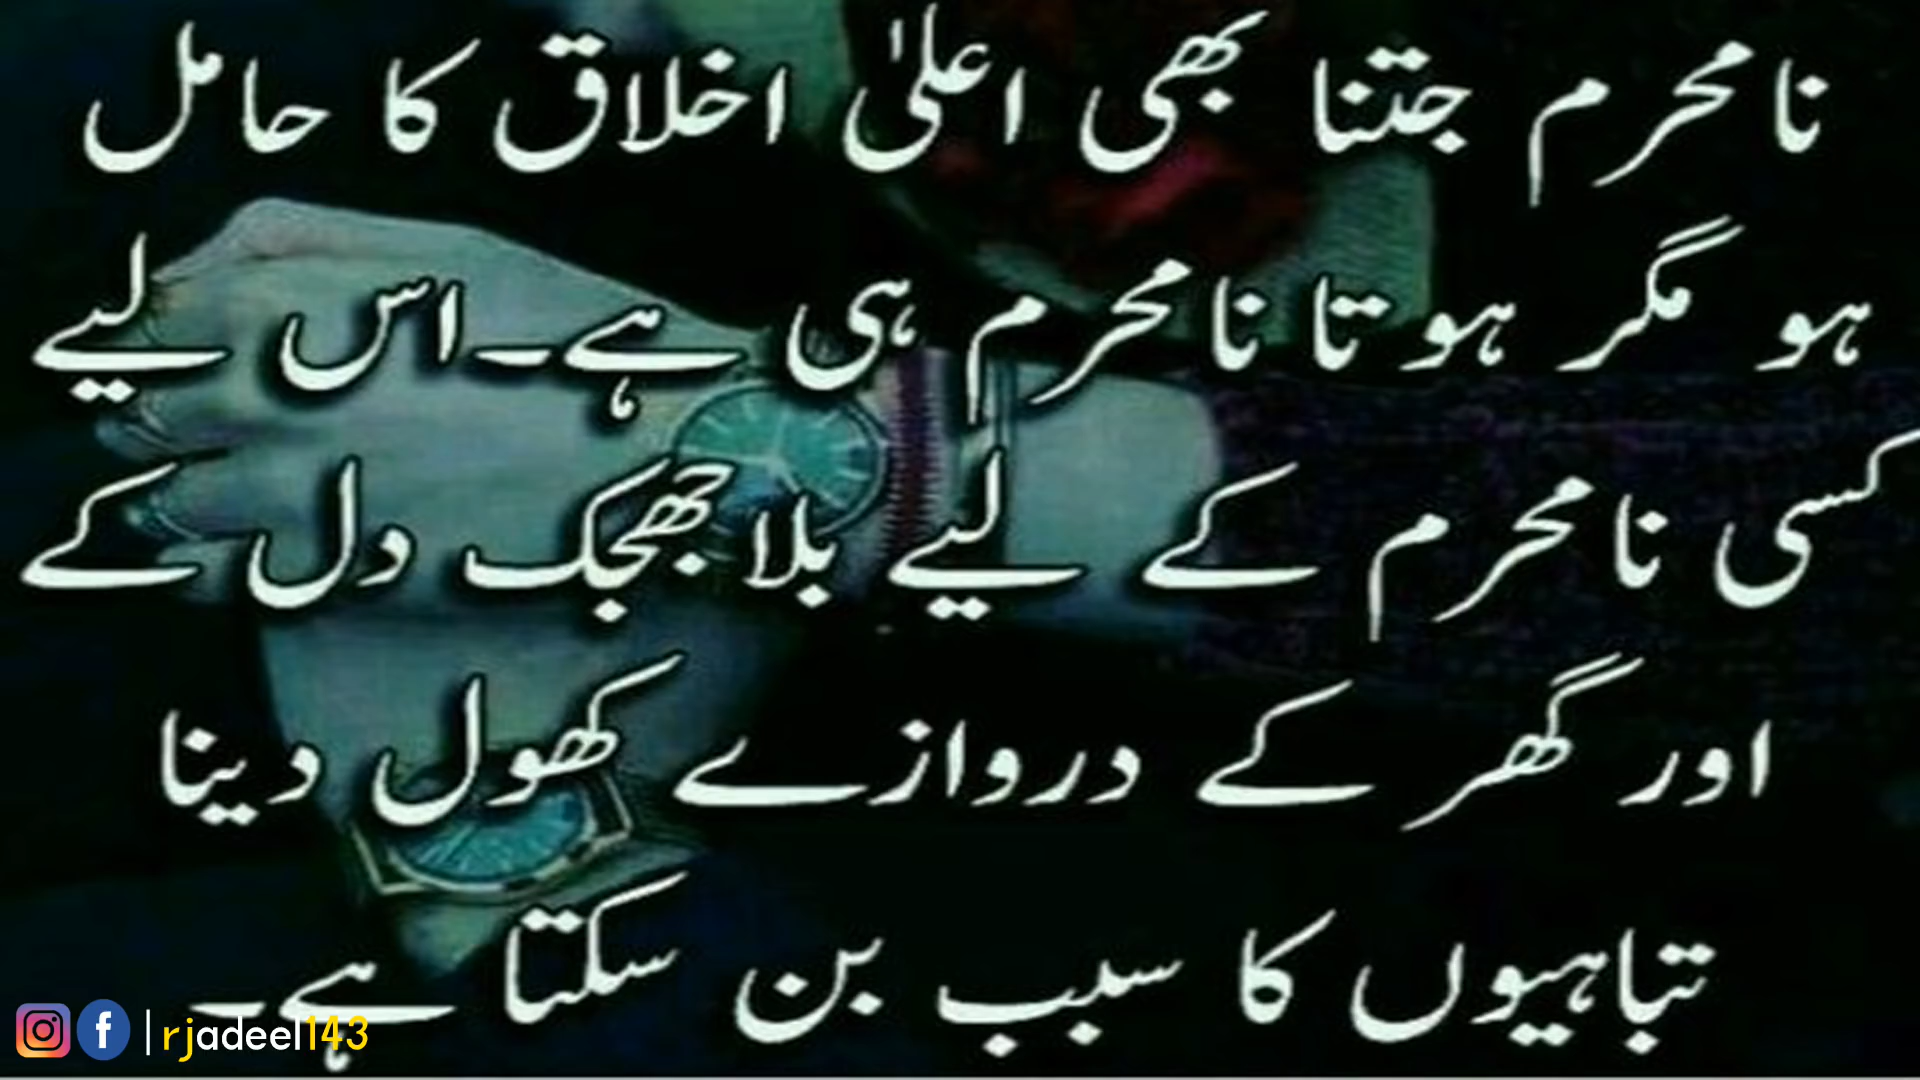 نامحرم جتنا بھی اعلیٰ اخلاق کا حامل
ہو مگر ہوتا نامحرم ہی ہے۔اس لیے
کسی نامحرم کے لیے بلا جھجک دل کے
اور گھر کے دروازے کھول دینا
تباہیوں کا سبب بن سکتا ہے۔
| rjadeel143